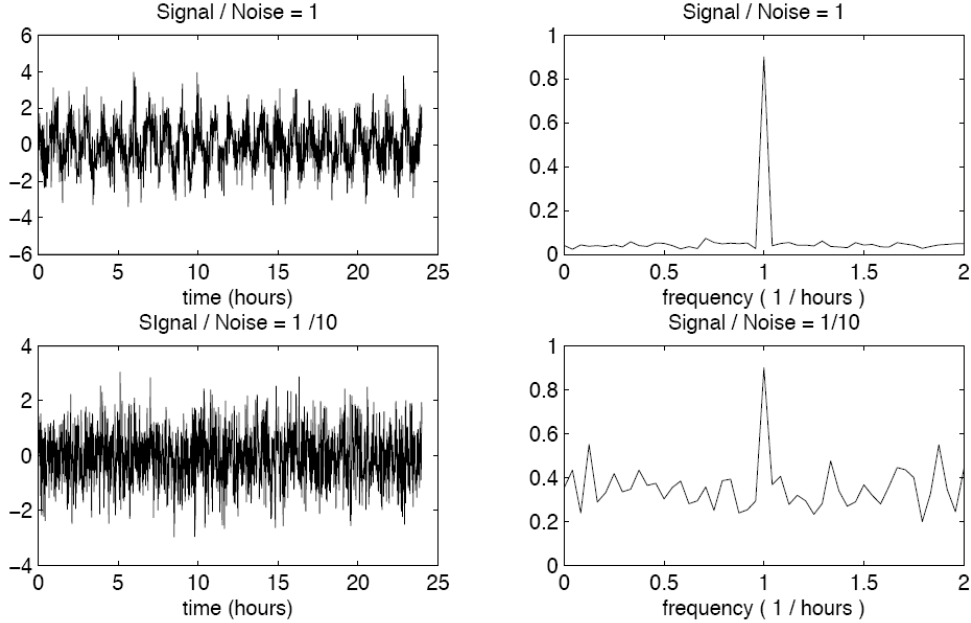 Signal / Noise = 1
6
4
2
0
−2
−4
−6
0 5 10 15 20 25
time (hours)
Signal / Noise = 1
1
0.8
0.6
0.4
0.2
0
0 0.5 1 1.5 2
frequency ( 1 / hours )
SIgnal / Noise = 1 /10
4
2
0
−2
−4
0 5 10 15 20 25
time (hours)
Signal / Noise = 1/10
1
0.8
0.6
0.4
0.2
0
0 0.5 1 1.5 2
frequency ( 1 / hours )